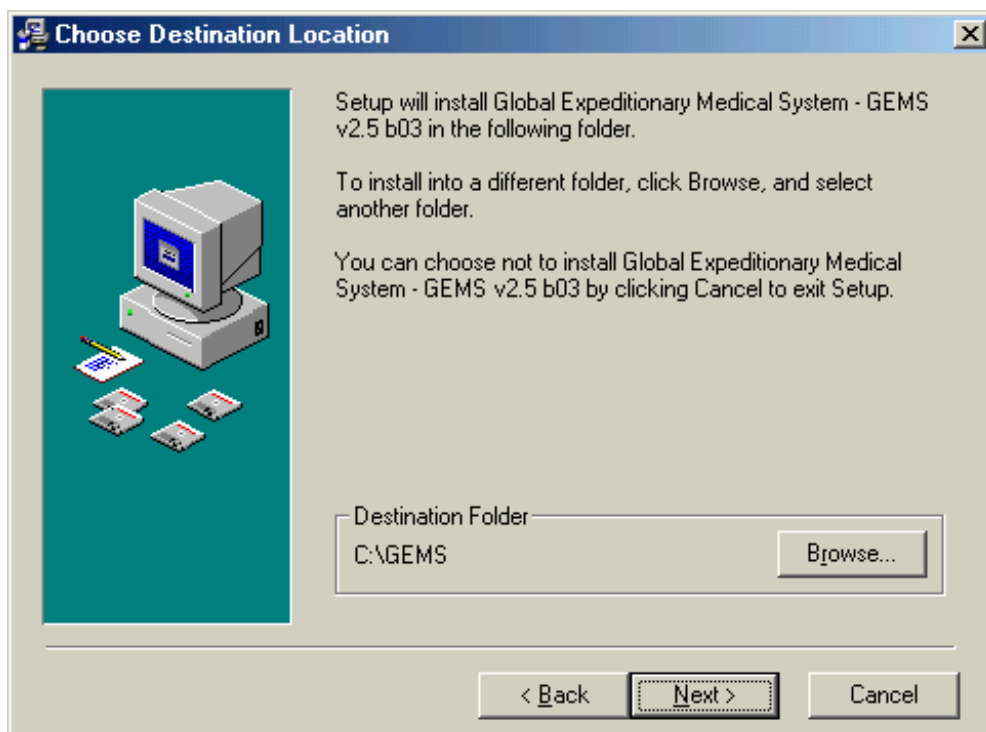 Choose Destination Location
Setup will install Global Expeditionary Medical System - GEMS
v2.5 b03 in the following folder.
To install into a different folder, click Browse, and select
another folder.
You can choose not to install Global Expeditionary Medical
System - GEMS v2.5 b03 by clicking Cancel to exit Setup.
Destination Folder
C:\GEMS
Browse...
< Back
Next >
Cancel